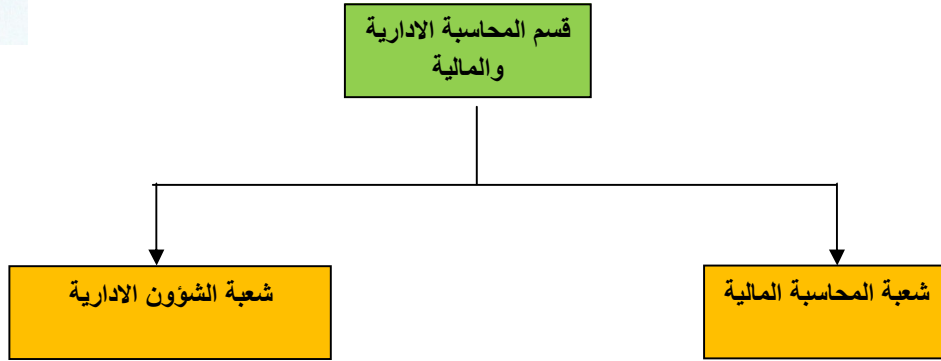 قسم المحاسبة الادارية
والمالية
شعبة المحاسبة المالية
شعبة الشؤون الادارية